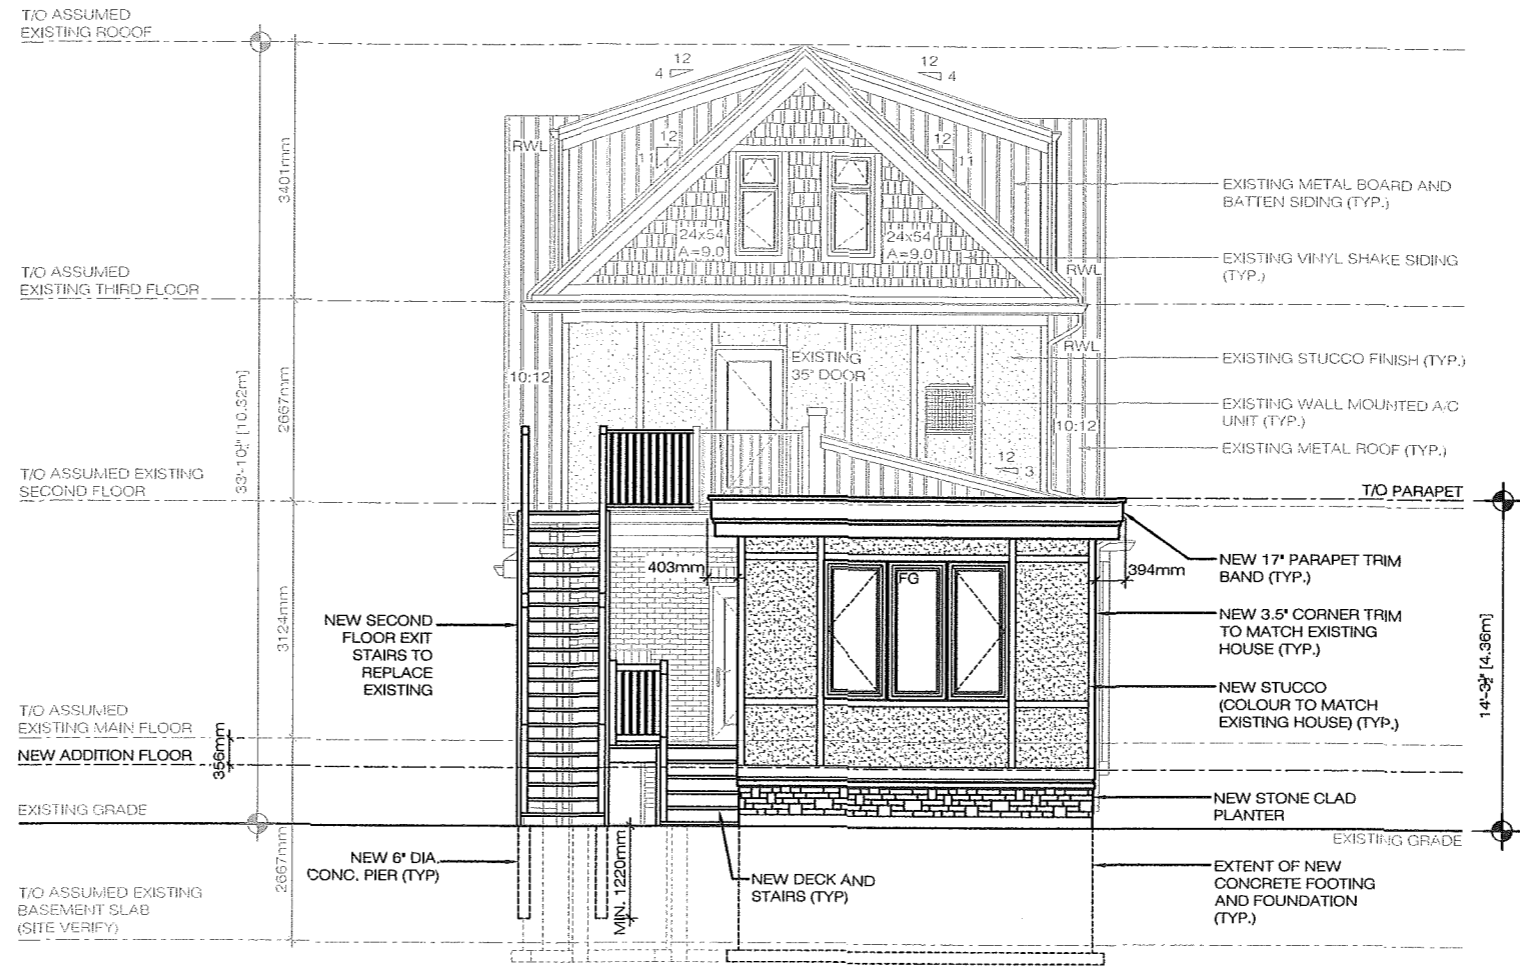 T/O ASSUMED
EXISTING ROOOF
12
4
12
4
RWL
12
1
12
11
3401mm
EXISTING METAL BOARD AND
BATTEN SIDING (TYP.)
24x54
A=9.0
24x54
A=9.0
EXISTING VINYL SHAKE SIDING
(TYP.)
T/O ASSUMED
EXISTING THIRD FLOOR
RWL
RWL
EXISTING
35" DOOR
EXISTING STUCCO FINISH (TYP.)
10:12
33'-10½" [10.32m]
2667mm
EXISTING WALL MOUNTED A/C
UNIT (TYP.)
10:12
EXISTING METAL ROOF (TYP.)
12
3
T/O ASSUMED EXISTING
SECOND FLOOR
T/O PARAPET
403mm
FG
394mm
NEW 17" PARAPET TRIM
BAND (TYP.)
3124mm
NEW SECOND
FLOOR EXIT
STAIRS TO
REPLACE
EXISTING
NEW 3.5" CORNER TRIM
TO MATCH EXISTING
HOUSE (TYP.)
14'-3½" [4.36m]
NEW STUCCO
(COLOUR TO MATCH
EXISTING HOUSE) (TYP.)
T/O ASSUMED
EXISTING MAIN FLOOR
NEW ADDITION FLOOR
356mm
NEW STONE CLAD
PLANTER
EXISTING GRADE
EXISTING GRADE
2667mm
NEW 6" DIA.
CONC. PIER (TYP)
MIN. 1220mm
NEW DECK AND
STAIRS (TYP)
EXTENT OF NEW
CONCRETE FOOTING
AND FOUNDATION
(TYP.)
T/O ASSUMED EXISTING
BASEMENT SLAB
(SITE VERIFY)